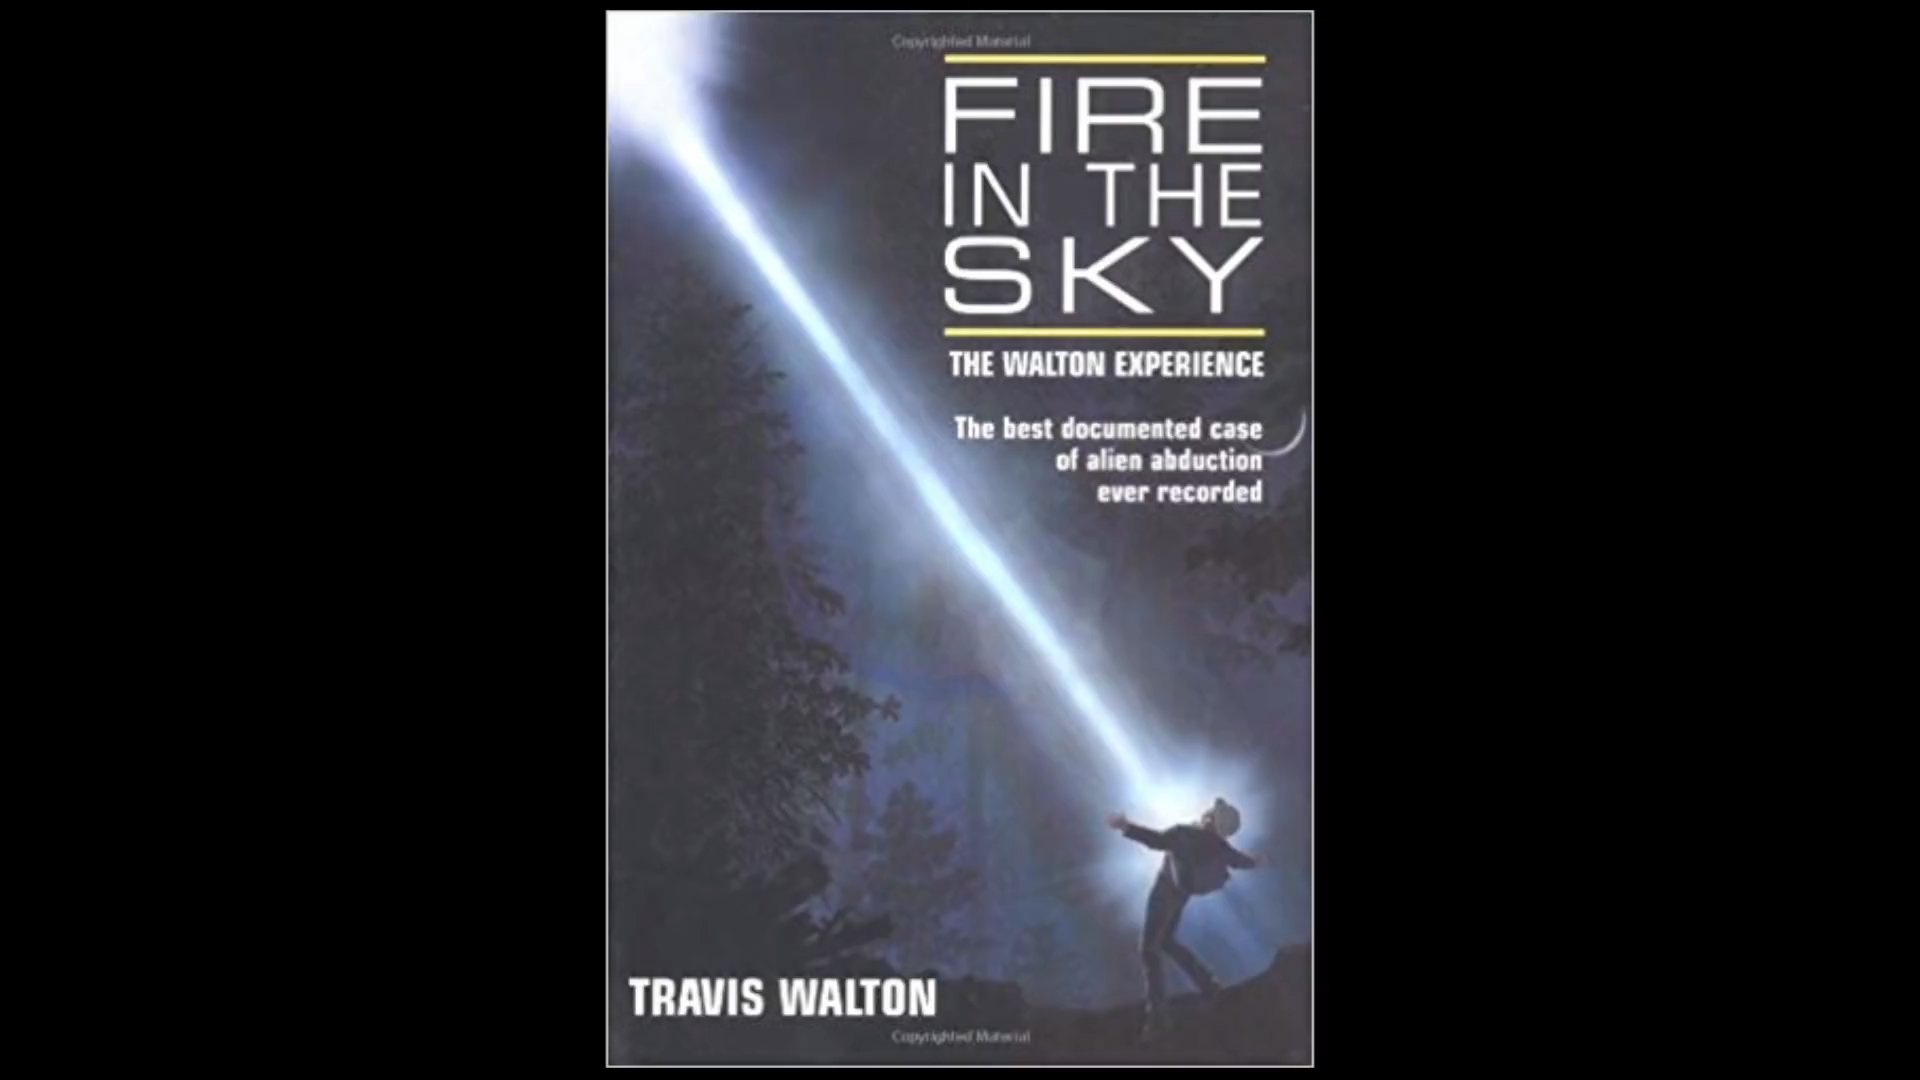 Copyrighted Material
FIRE
IN THE
SKY
THE WALTON EXPERIENCE
The best documented case
of alien abduction
ever recorded
TRAVIS WALTON
Copyrighted Material